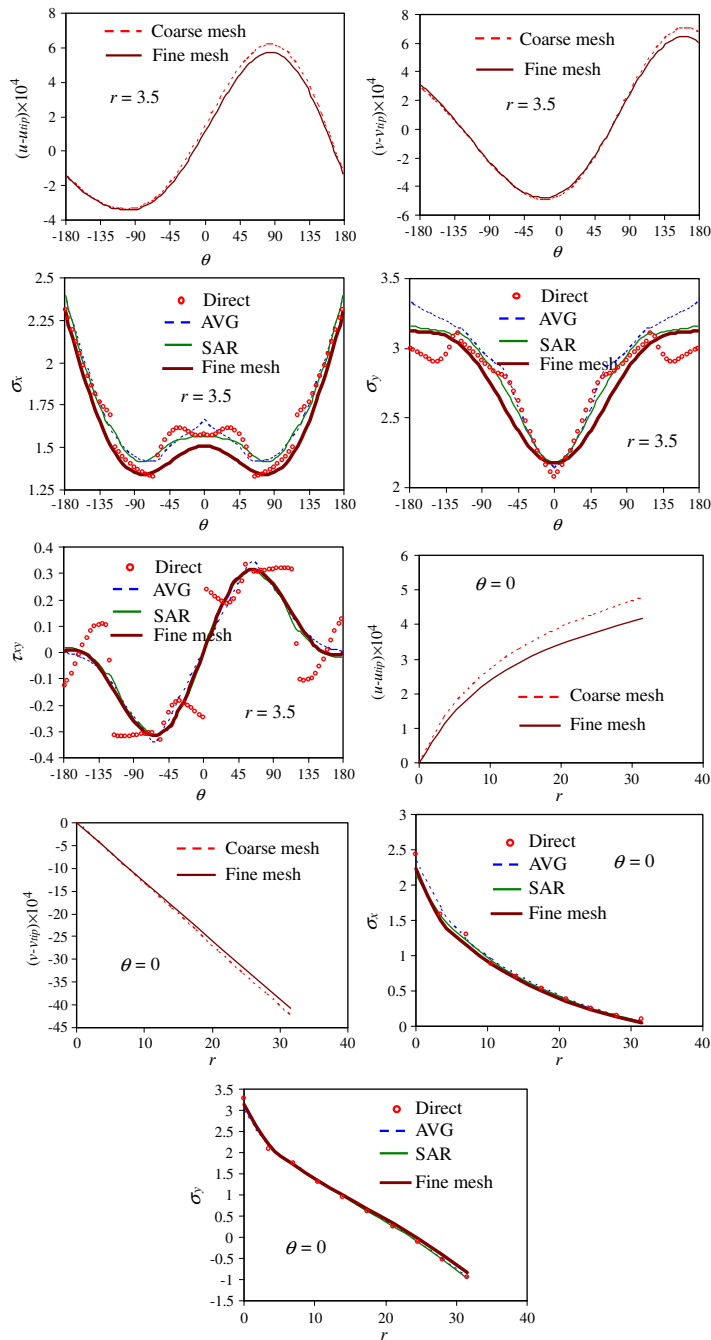 8
6
4
2
0
-2
-4
-180 -135 -90 -45 0 45 90 135 180
(u-u_tip)×10^4
θ
Coarse mesh
Fine mesh
r = 3.5
8
6
4
2
0
2
4
6
-180 -135 -90 -45 0 45 90 135 180
(v-v_tip)×10^4
θ
Coarse mesh
Fine mesh
r = 3.5
2.5
2.25
2
1.75
1.5
1.25
-180 -135 -90 -45 0 45 90 135 180
σx
θ
Direct
AVG
SAR
Fine mesh
r = 3.5
3.5
3
2.5
2
-180 -135 -90 -45 0 45 90 135 180
σy
θ
Direct
AVG
SAR
Fine mesh
r = 3.5
0.4
0.3
0.2
0.1
0
-0.1
-0.2
-0.3
-0.4
-180 -135 -90 -45 0 45 90 135 180
τxy
θ
Direct
AVG
SAR
Fine mesh
r = 3.5
6
5
4
3
2
1
0
0 10 20 30 40
(u-u_tip)×10^4
r
θ = 0
Coarse mesh
Fine mesh
0
-5
-10
-15
-20
-25
-30
-35
-40
-45
0 10 20 30 40
(v-v_tip)×10^4
r
Coarse mesh
Fine mesh
θ = 0
3
2.5
2
1.5
1
0.5
0
0 10 20 30 40
σx
r
Direct
AVG
SAR
Fine mesh
θ = 0
3.5
3
2.5
2
1.5
1
0
-0.5
-1
-1.5
0 10 20 30 40
σy
r
Direct
AVG
SAR
Fine mesh
θ = 0